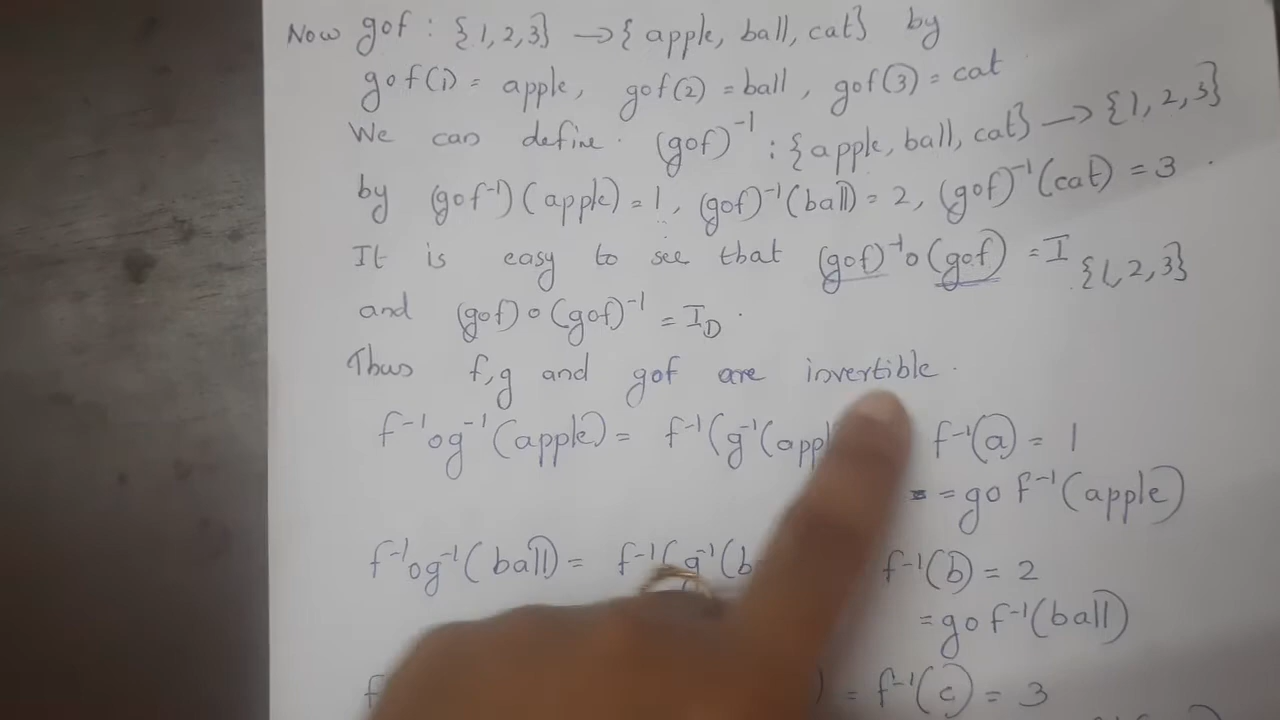 Now gof : {1, 2, 3} → {apple, ball, cat} by
gof(1) = apple, gof(2) = ball, gof(3) = cat
We can define (gof)⁻¹ : {apple, ball, cat} → {1, 2, 3}
by (gof⁻¹)(apple) = 1, (gof)⁻¹(ball) = 2, (gof)⁻¹(cat) = 3.
It is easy to see that (gof)⁻¹o(gof) = I{1, 2, 3}
and (gof)o(gof)⁻¹ = I_D.
Thus f, g and gof are invertible.
f⁻¹og⁻¹(apple) = f⁻¹(g⁻¹( f⁻¹(a) = 1
= gof⁻¹(apple)
f⁻¹og⁻¹(ball) = f⁻¹(g⁻¹( f⁻¹(b) = 2
= gof⁻¹(ball)
) = f⁻¹(c) = 3